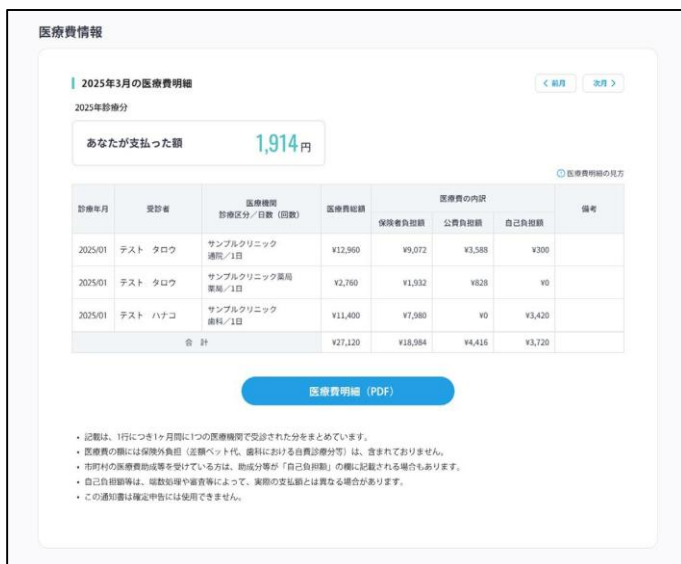 医療費情報
2025年3月の医療費明細
< 前月 次月 >
2025年診療分
あなたが支払った額 1,914円
医療費明細の見方
診療年月 受診者 医療機関 診療区分/日数(回数) 医療費総額 医療費の内訳 備考
保険者負担額 公費負担額 自己負担額
2025/01 テスト タロウ サンプルクリニック 通院/1日 ¥12,960 ¥9,072 ¥3,588 ¥300
2025/01 テスト タロウ サンプルクリニック薬局 薬局/1日 ¥2,760 ¥1,932 ¥828 ¥0
2025/01 テスト ハナコ サンプルクリニック 歯科/1日 ¥11,400 ¥7,980 ¥0 ¥3,420
合 計 ¥27,120 ¥18,984 ¥4,416 ¥3,720
医療費明細(PDF)
・記載は、1行につき1ヶ月間に1つの医療機関で受診された分をまとめています。
・医療費の額には保険外負担(差額ベット代、歯科における自費診療分等)は、含まれておりません。
・市町村の医療費助成等を受けている方は、助成分等が「自己負担額」の欄に記載される場合もあります。
・自己負担額等は、端数処理や審査等によって、実際の支払額とは異なる場合があります。
・この通知書は確定申告には使用できません。